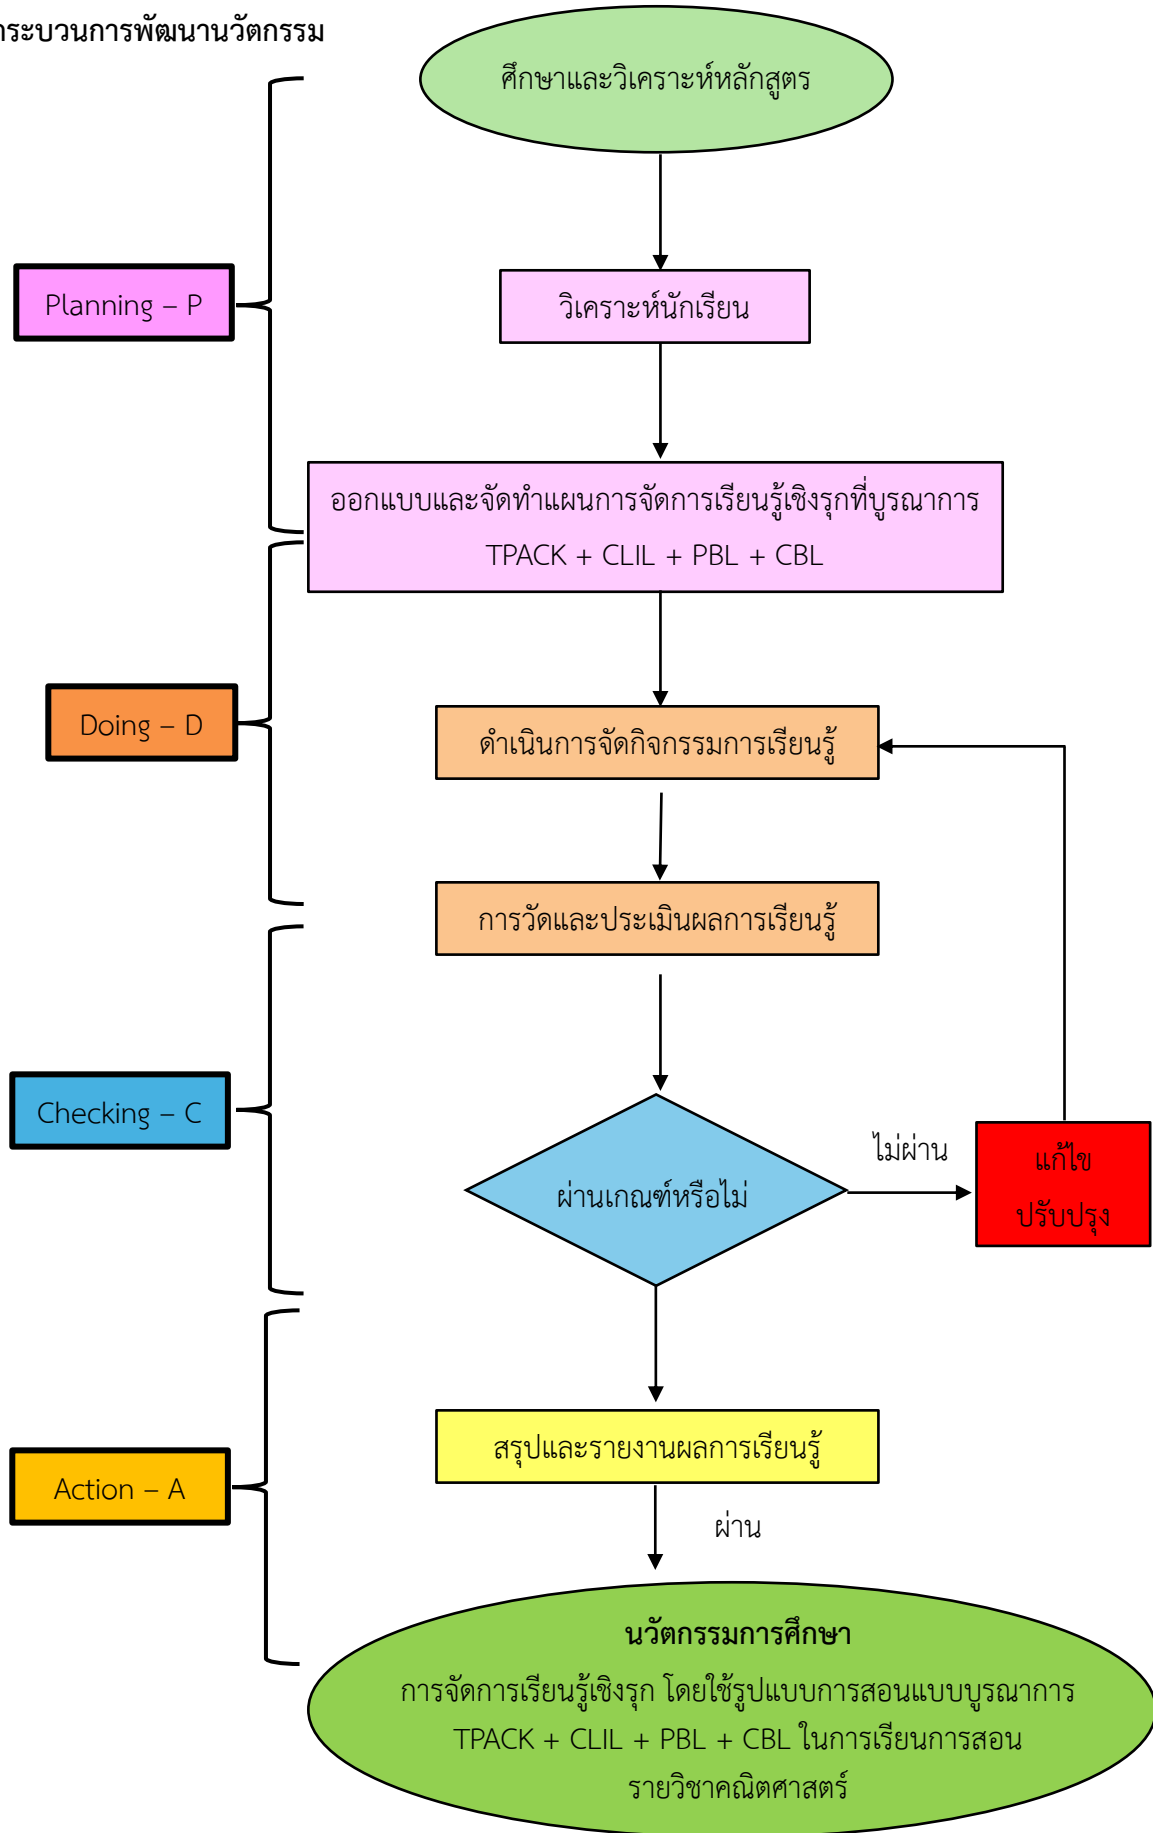 กระบวนการพัฒนานวัตกรรม
ศึกษาและวิเคราะห์หลักสูตร
Planning – P
วิเคราะห์นักเรียน
ออกแบบและจัดทำแผนการจัดการเรียนรู้เชิงรุกที่บูรณาการ
TPACK + CLIL + PBL + CBL
Doing – D
ดำเนินการจัดกิจกรรมการเรียนรู้
การวัดและประเมินผลการเรียนรู้
Checking – C
ผ่านเกณฑ์หรือไม่
ไม่ผ่าน
แก้ไข
ปรับปรุง
สรุปและรายงานผลการเรียนรู้
Action – A
ผ่าน
นวัตกรรมการศึกษา
การจัดการเรียนรู้เชิงรุก โดยใช้รูปแบบการสอนแบบบูรณาการ
TPACK + CLIL + PBL + CBL ในการเรียนการสอน
รายวิชาคณิตศาสตร์